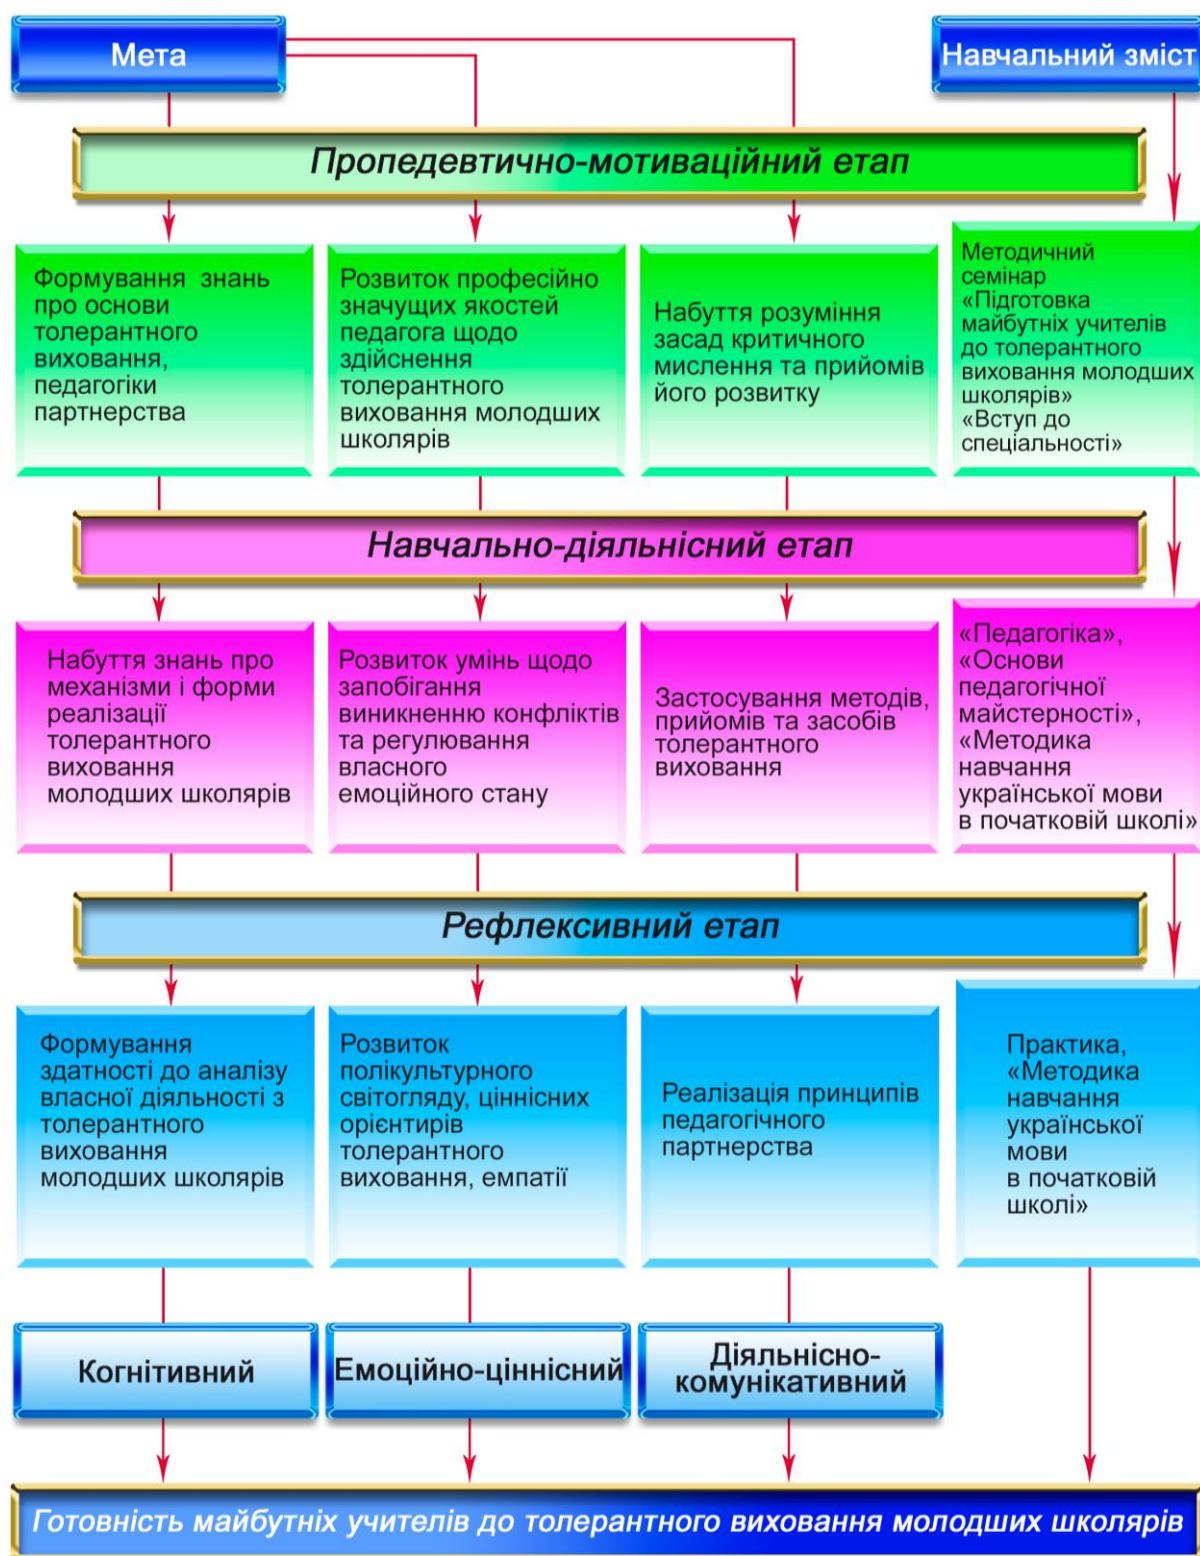 Мета
Навчальний зміст
Пропедевтично-мотиваційний етап
Формування знань
про основи
толерантного
виховання,
педагогіки
партнерства
Розвиток професійно
значущих якостей
педагога щодо
здійснення
толерантного
виховання молодших
школярів
Набуття розуміння
засад критичного
мислення та прийомів
його розвитку
Методичний
семінар
«Підготовка
майбутніх учителів
до толерантного
виховання молодших
школярів»
«Вступ до
спеціальності»
Навчально-діяльнісний етап
Набуття знань про
механізми і форми
реалізації
толерантного
виховання
молодших школярів
Розвиток умінь щодо
запобігання
виникненню конфліктів
та регулювання
власного
емоційного стану
Застосування методів,
прийомів та засобів
толерантного
виховання
«Педагогіка»,
«Основи
педагогічної
майстерності»,
«Методика
навчання
української мови
в початковій школі»
Рефлексивний етап
Формування
здатності до аналізу
власної діяльності з
толерантного
виховання
молодших школярів
Розвиток
полікультурного
світогляду, ціннісних
орієнтирів
толерантного
виховання, емпатії
Реалізація принципів
педагогічного
партнерства
Практика,
«Методика
навчання
української
мови
в початковій
школі»
Когнітивний
Емоційно-ціннісний
Діяльнісно-
комунікативний
Готовність майбутніх учителів до толерантного виховання молодших школярів